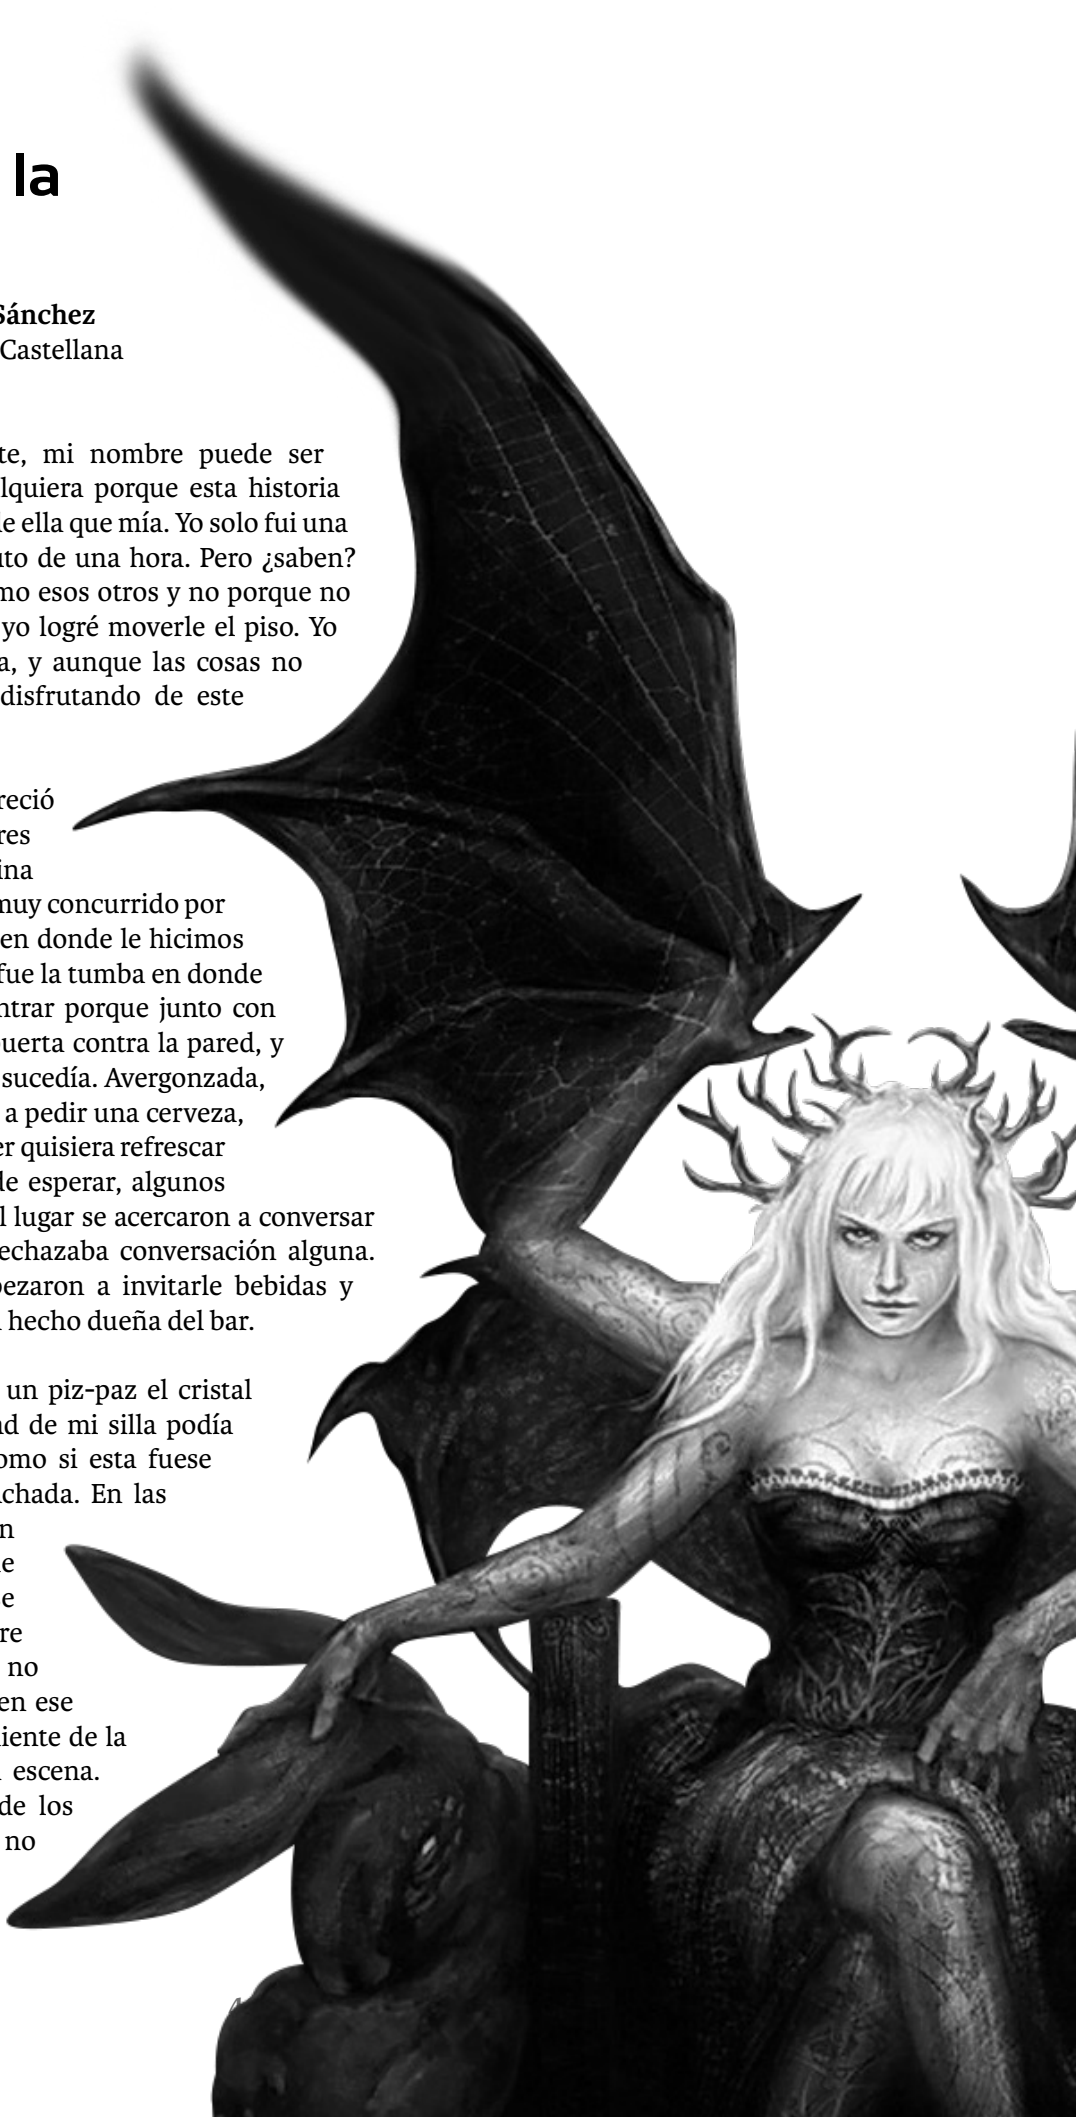 la
Sánchez
Castellana
te, mi nombre puede ser
lquiera porque esta historia
de ella que mía. Yo solo fui una
uto de una hora. Pero ¿saben?
mo esos otros y no porque no
yo logré moverle el piso. Yo
a, y aunque las cosas no
disfrutando de este
reció
res
ina
muy concurrido por
en donde le hicimos
fue la tumba en donde
ntrar porque junto con
puerta contra la pared, y
sucedía. Avergonzada,
a pedir una cerveza,
er quisiera refrescar
de esperar, algunos
l lugar se acercaron a conversar
echazaba conversación alguna.
pezaron a invitarle bebidas y
hecho dueña del bar.
un piz-paz el cristal
ad de mi silla podía
omo si esta fuese
chada. En las
n
e
e
re
no
en ese
iente de la
escena.
de los
no